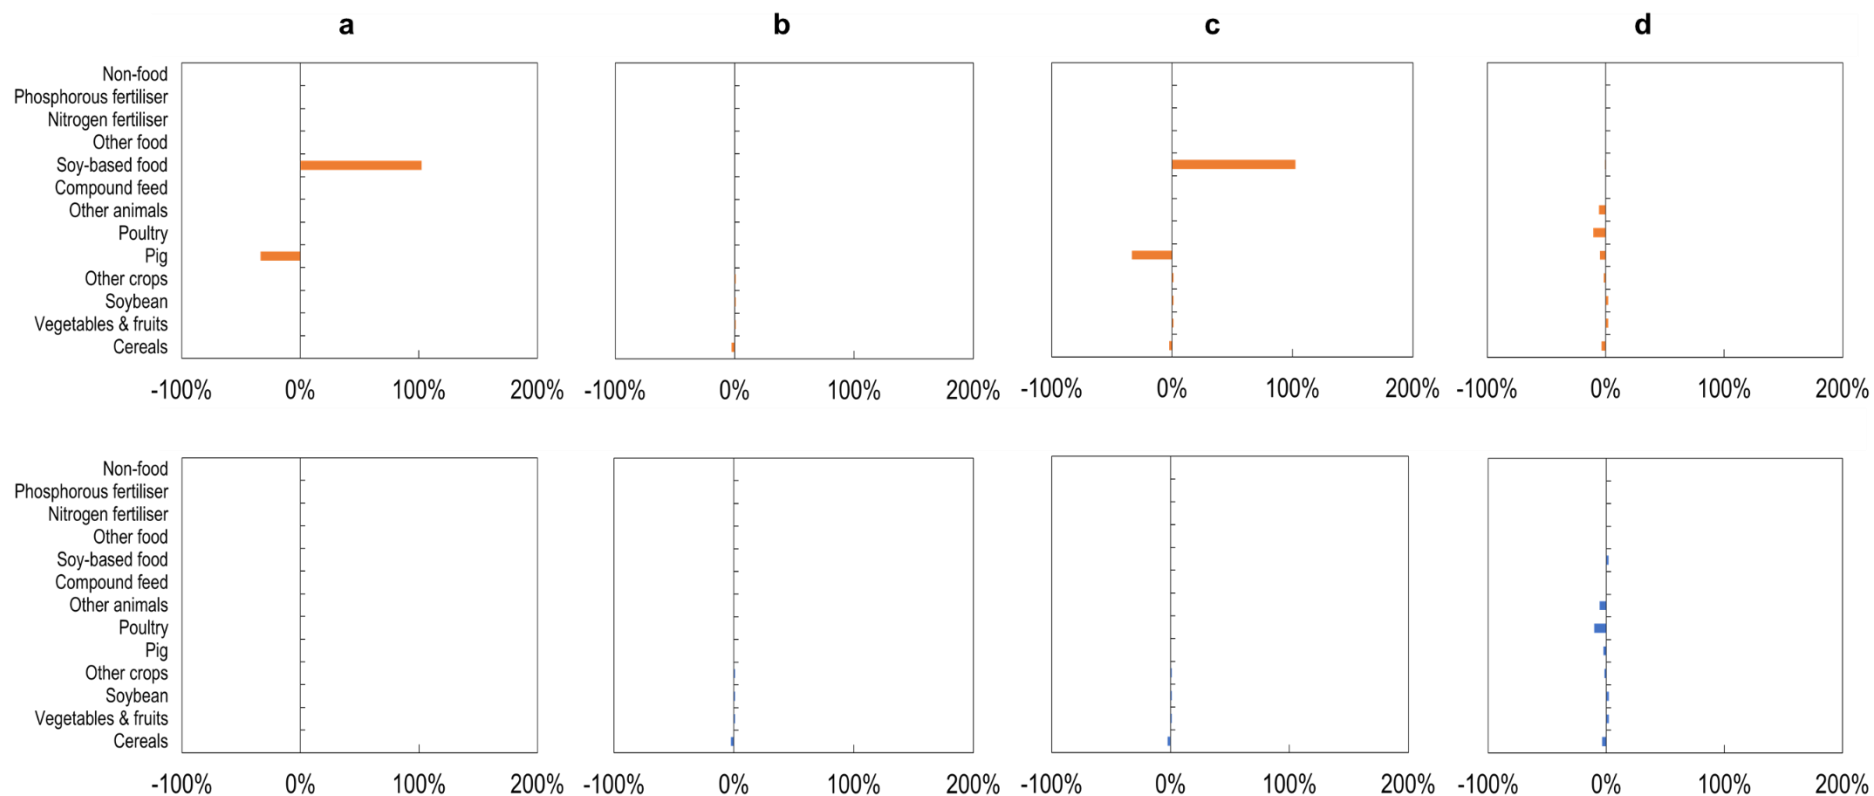 a b c d
Non-food
Phosphorous fertiliser
Nitrogen fertiliser
Other food
Soy-based food
Compound feed
Other animals
Poultry
Pig
Other crops
Soybean
Vegetables & fruits
Cereals
-100% 0% 100% 200% -100% 0% 100% 200% -100% 0% 100% 200% -100% 0% 100% 200%
Non-food
Phosphorous fertiliser
Nitrogen fertiliser
Other food
Soy-based food
Compound feed
Other animals
Poultry
Pig
Other crops
Soybean
Vegetables & fruits
Cereals
-100% 0% 100% 200% -100% 0% 100% 200% -100% 0% 100% 200% -100% 0% 100% 200%